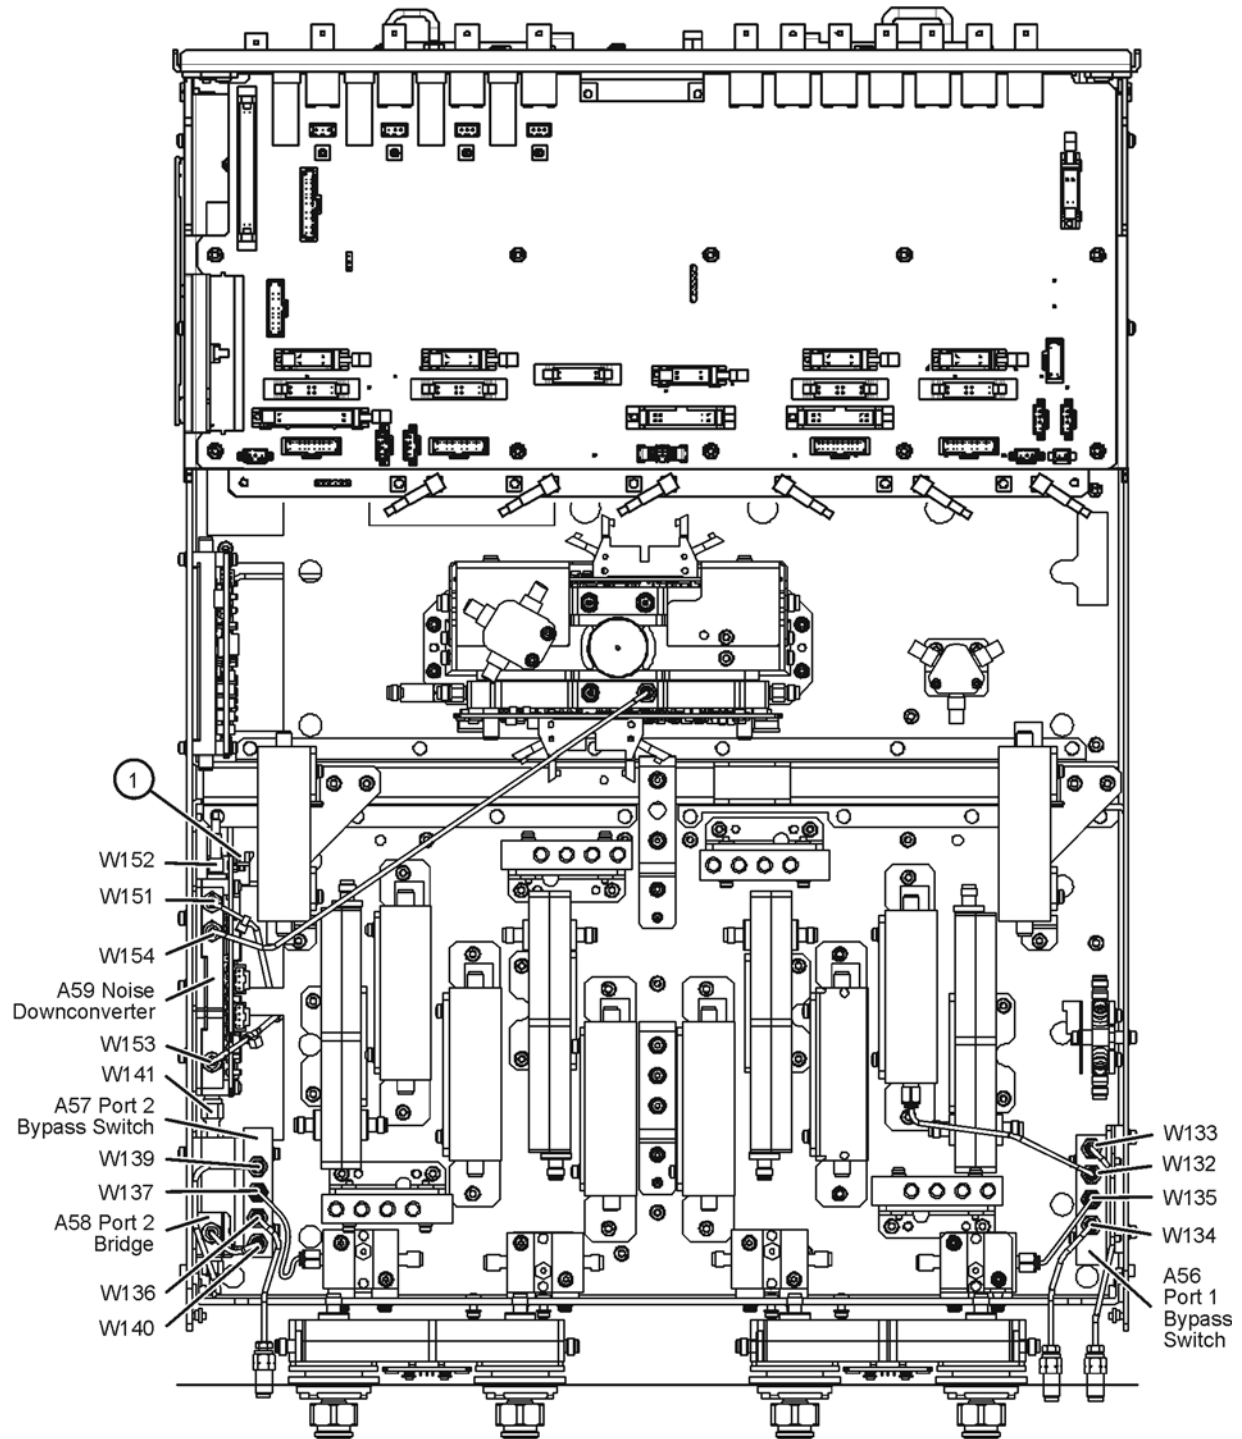 1
W152
W151
W154
A59 Noise
Downconverter
W153
W141
A57 Port 2
Bypass Switch
W139
W137
A58 Port 2
Bridge
W136
W140
W133
W132
W135
W134
A56
Port 1
Bypass
Switch